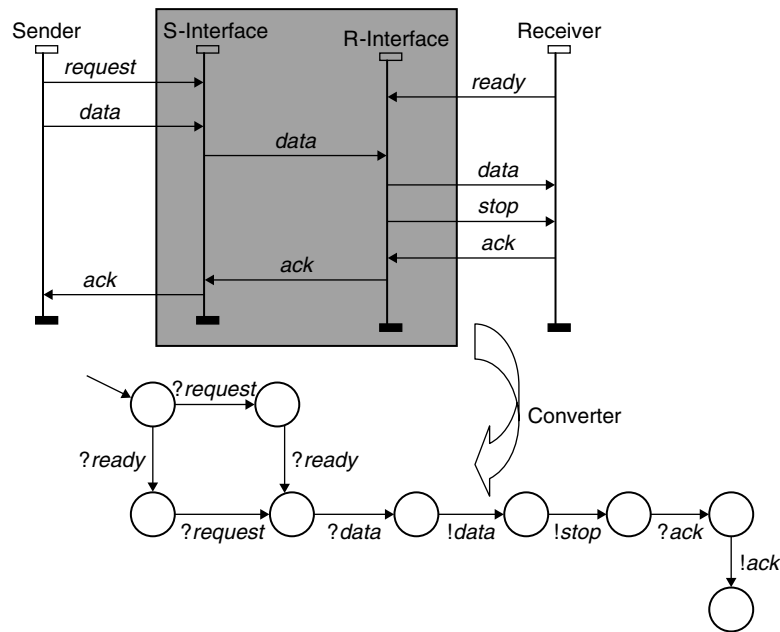 Sender
S-Interface
R-Interface
Receiver
request
ready
data
data
data
stop
ack
ack
ack
?request
Converter
?ready
?ready
?request
?data
!data
!stop
?ack
!ack